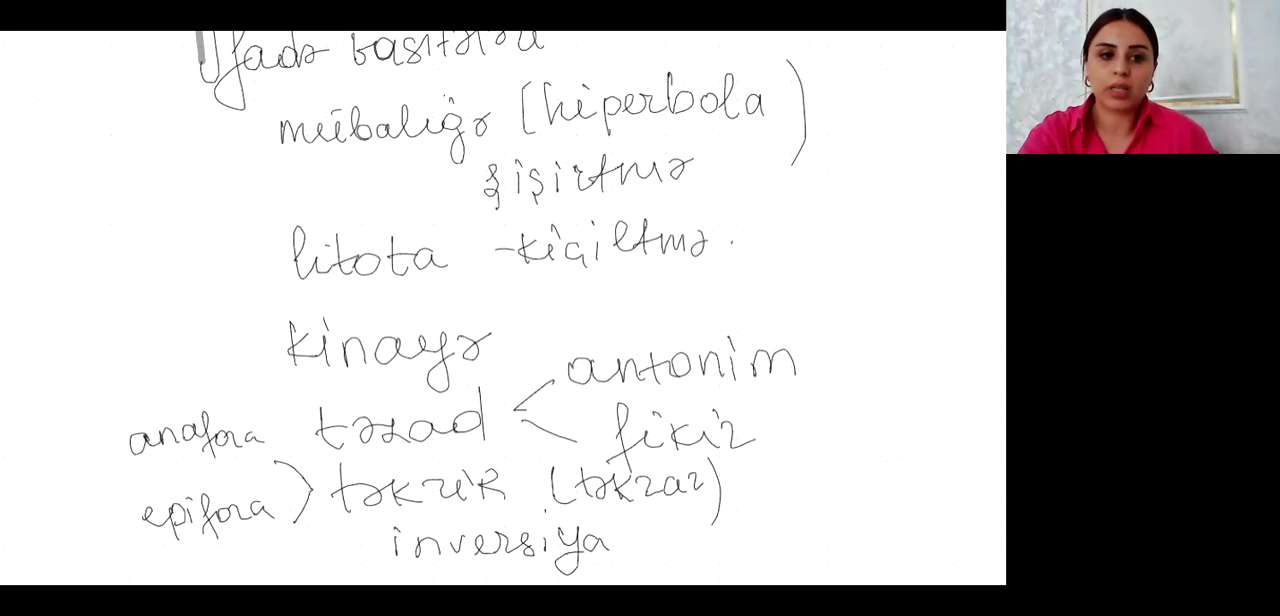 İfadə vasitələri
mübaliğə (hiperbola)
şişirtmə
litota - kiçiltmə.
kinayə
antonim
anafora təzad < fikir
epifora ) təkrir (təkrar)
inversiya